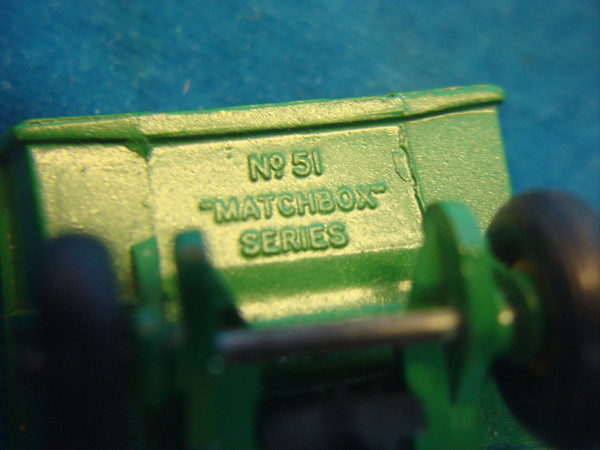 Nº 51
"MATCHBOX"
SERIES